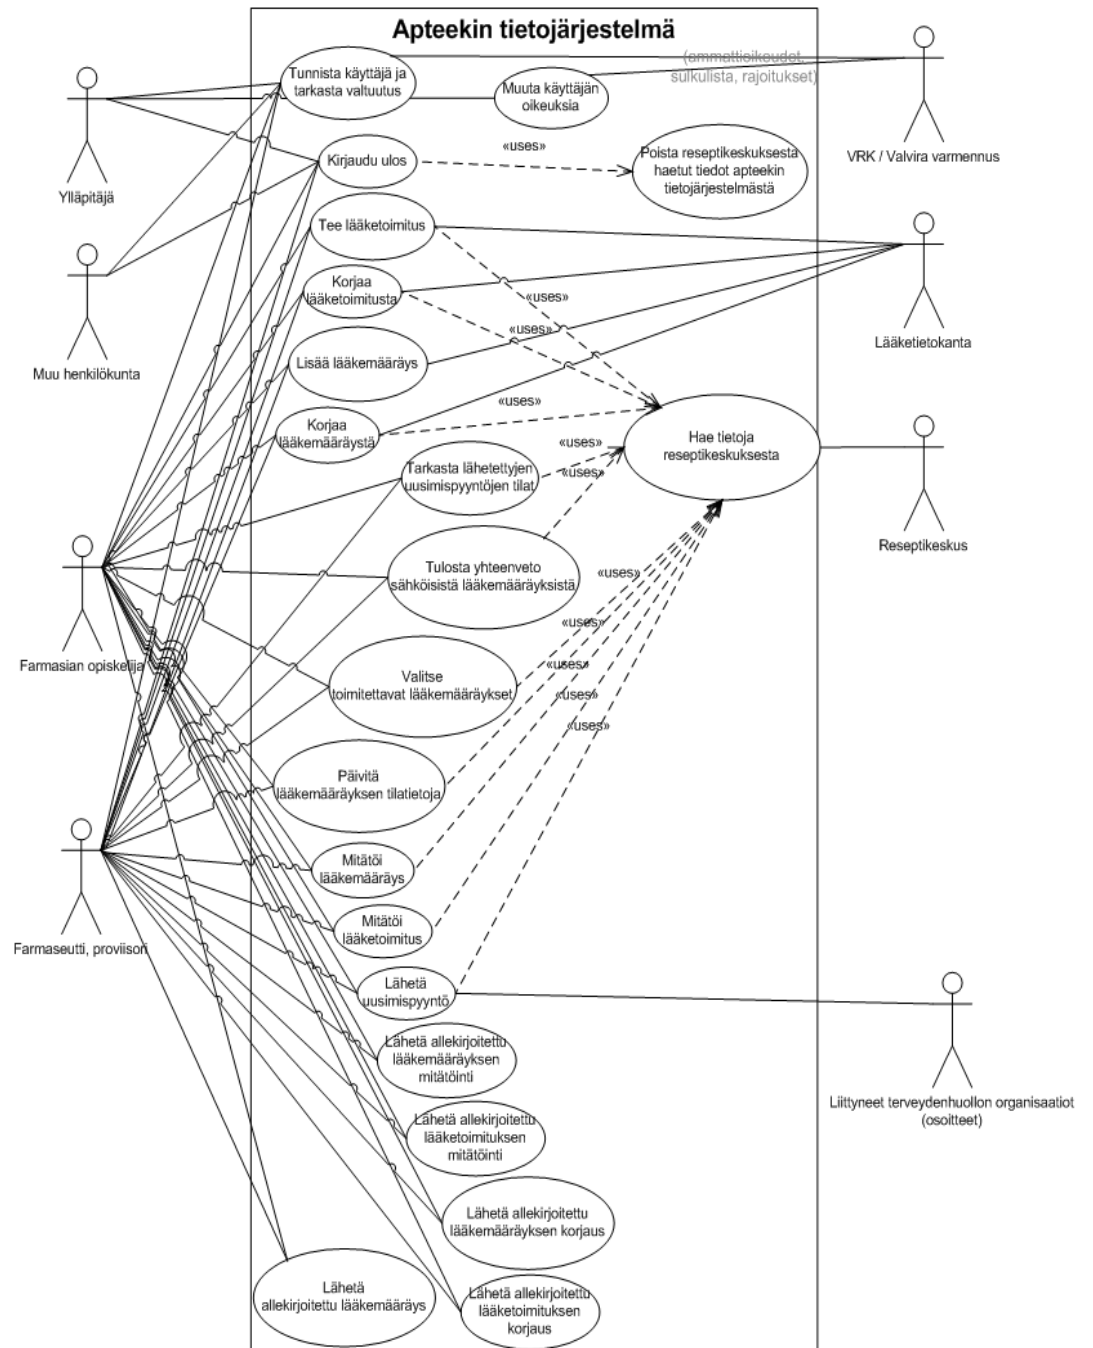 Apteekin tietojärjestelmä
(ammattioikeudet,
sulkulista, rajoitukset)
Tunnista käyttäjä ja
tarkasta valtuutus
Muuta käyttäjän
oikeuksia
VRK / Valvira varmennus
Ylläpitäjä
Kirjaudu ulos
«uses»
Poista reseptikeskuksesta
haetut tiedot apteekin
tietojärjestelmästä
Tee lääketoimitus
Muu henkilökunta
Korjaa
lääketoimitusta
«uses»
«uses»
Lääketietokanta
Lisää lääkemääräys
«uses»
Korjaa
lääkemääräystä
Hae tietoja
reseptikeskuksesta
«uses»
Tarkasta lähetettyjen
uusimispyyntöjen tilat
«uses»
Reseptikeskus
Tulosta yhteenveto
sähköisistä lääkemääräyksistä
«uses»
Farmasian opiskelija
«uses»
Valitse
toimitettavat lääkemääräykset
«uses»
«uses»
«uses»
Päivitä
lääkemääräyksen tilatietoja
Mitätöi
lääkemääräys
Farmaseutti, proviisori
Mitätöi
lääketoimitus
Lähetä
uusimispyyntö
Lähetä allekirjoitettu
lääkemääräyksen
mitätöinti
Liittyneet terveydenhuollon organisaatiot
(osoitteet)
Lähetä allekirjoitettu
lääketoimituksen
mitätöinti
Lähetä allekirjoitettu
lääkemääräyksen korjaus
Lähetä
allekirjoitettu lääkemääräys
Lähetä allekirjoitettu
lääketoimituksen
korjaus